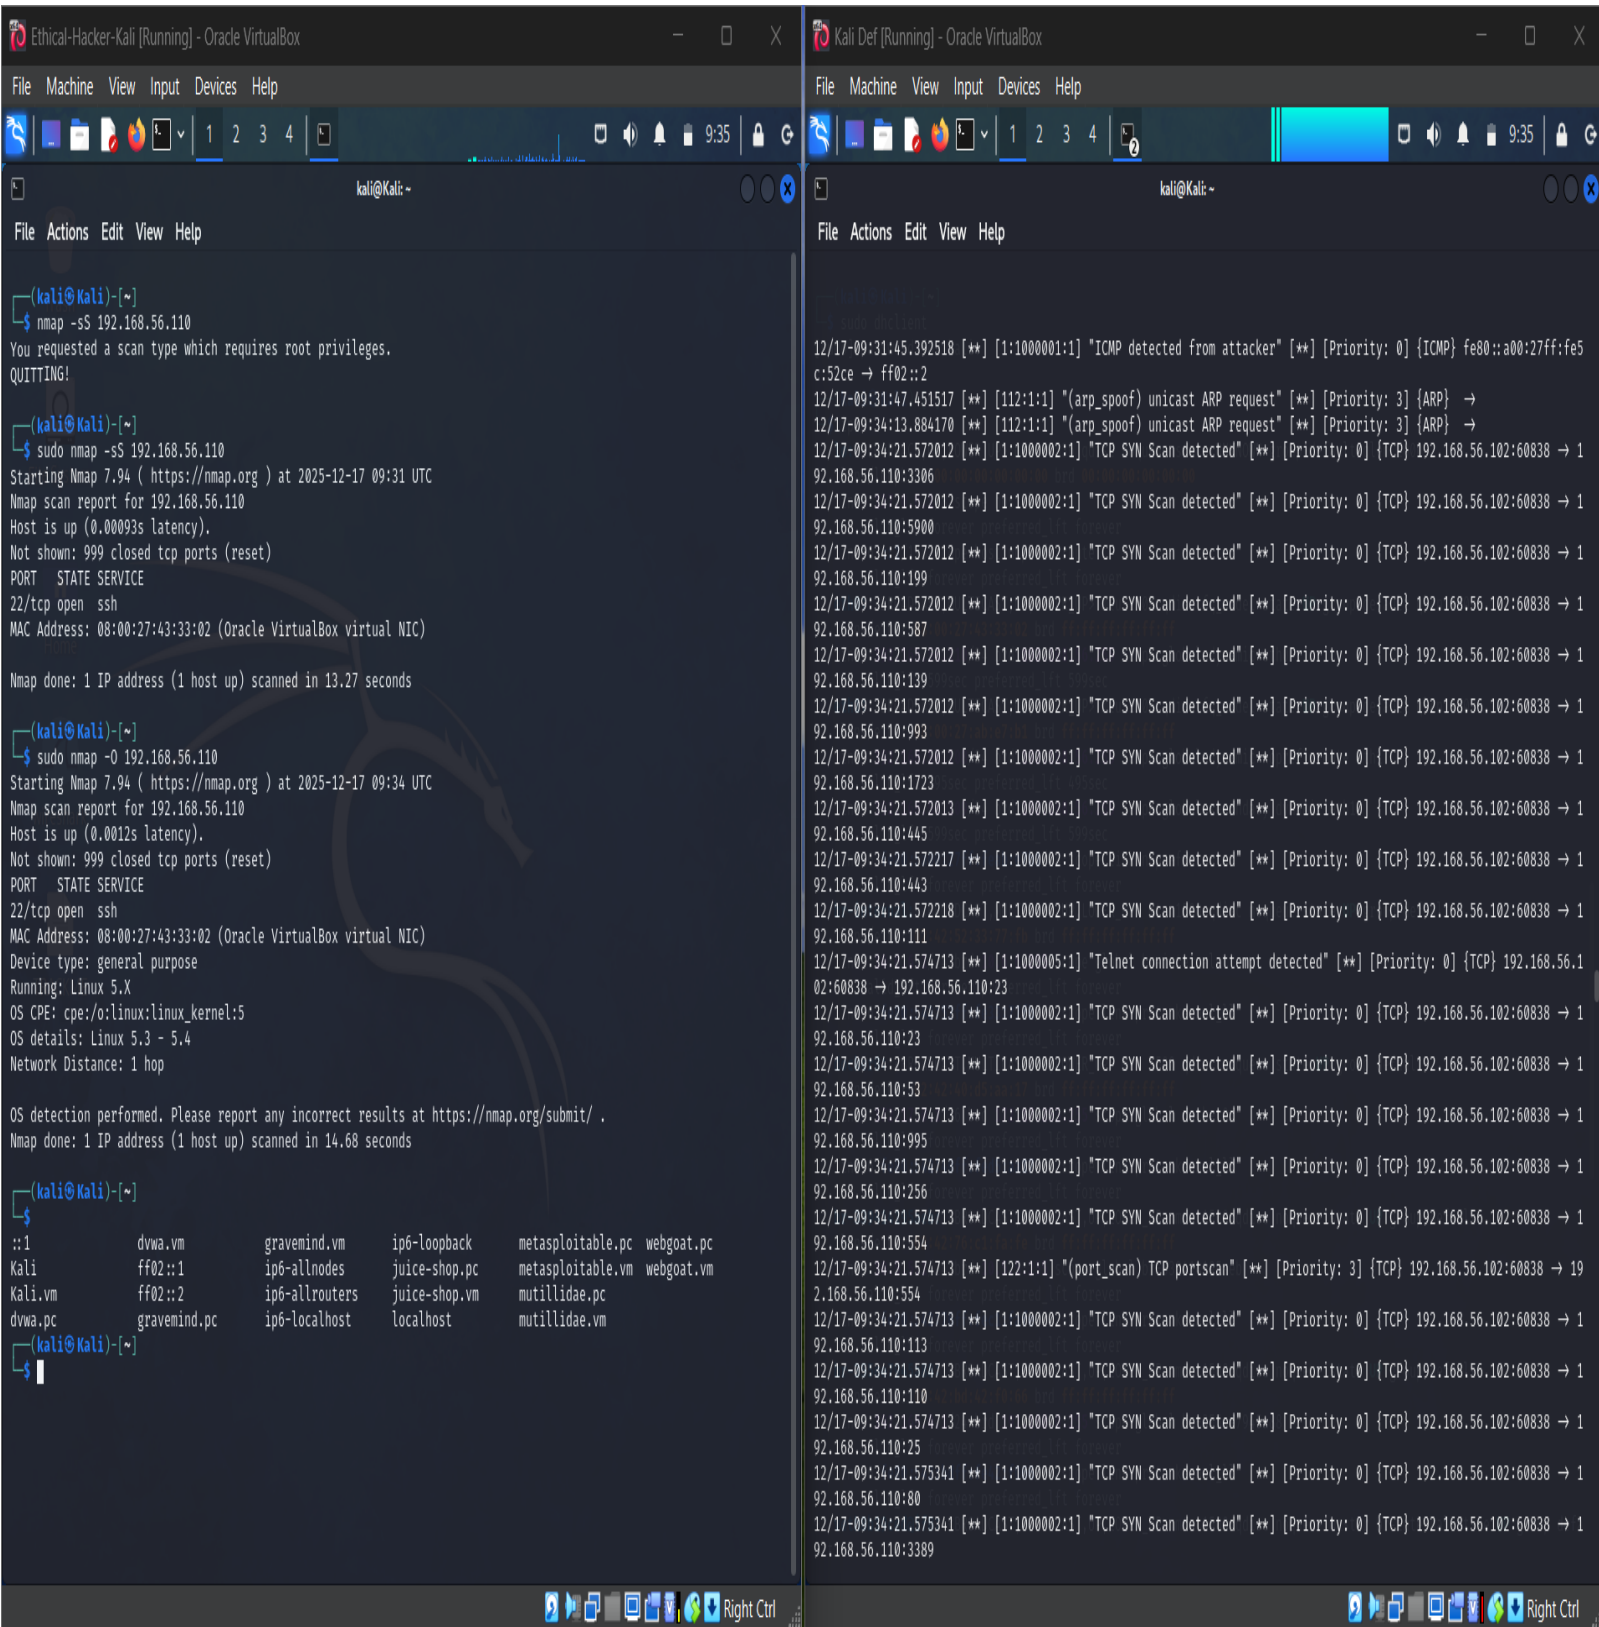 Ethical-Hacker-Kali [Running] - Oracle VirtualBox
File Machine View Input Devices Help
1 2 3 4 9:35
kali@Kali: ~
File Actions Edit View Help
┌──(kali㉿Kali)-[~]
└─$ nmap -sS 192.168.56.110
You requested a scan type which requires root privileges.
QUITTING!
┌──(kali㉿Kali)-[~]
└─$ sudo nmap -sS 192.168.56.110
Starting Nmap 7.94 ( https://nmap.org ) at 2025-12-17 09:31 UTC
Nmap scan report for 192.168.56.110
Host is up (0.00093s latency).
Not shown: 999 closed tcp ports (reset)
PORT   STATE SERVICE
22/tcp open  ssh
MAC Address: 08:00:27:43:33:02 (Oracle VirtualBox virtual NIC)
Nmap done: 1 IP address (1 host up) scanned in 13.27 seconds
┌──(kali㉿Kali)-[~]
└─$ sudo nmap -O 192.168.56.110
Starting Nmap 7.94 ( https://nmap.org ) at 2025-12-17 09:34 UTC
Nmap scan report for 192.168.56.110
Host is up (0.0012s latency).
Not shown: 999 closed tcp ports (reset)
PORT   STATE SERVICE
22/tcp open  ssh
MAC Address: 08:00:27:43:33:02 (Oracle VirtualBox virtual NIC)
Device type: general purpose
Running: Linux 5.X
OS CPE: cpe:/o:linux:linux_kernel:5
OS details: Linux 5.3 - 5.4
Network Distance: 1 hop
OS detection performed. Please report any incorrect results at https://nmap.org/submit/ .
Nmap done: 1 IP address (1 host up) scanned in 14.68 seconds
┌──(kali㉿Kali)-[~]
└─$
::1 dvwa.vm gravemind.vm ip6-loopback metasploitable.pc webgoat.pc
Kali ff02::1 ip6-allnodes juice-shop.pc metasploitable.vm webgoat.vm
Kali.vm ff02::2 ip6-allrouters juice-shop.vm mutillidae.pc
dvwa.pc gravemind.pc ip6-localhost localhost mutillidae.vm
┌──(kali㉿Kali)-[~]
└─$
Right Ctrl
Kali Def [Running] - Oracle VirtualBox
File Machine View Input Devices Help
1 2 3 4 2 9:35
kali@Kali: ~
File Actions Edit View Help
sudo dhclient
12/17-09:31:45.392518 [**] [1:1000001:1] "ICMP detected from attacker" [**] [Priority: 0] {ICMP} fe80::a00:27ff:fe5
c:52ce → ff02::2
12/17-09:31:47.451517 [**] [112:1:1] "(arp_spoof) unicast ARP request" [**] [Priority: 3] {ARP}  →
12/17-09:34:13.884170 [**] [112:1:1] "(arp_spoof) unicast ARP request" [**] [Priority: 3] {ARP}  →
12/17-09:34:21.572012 [**] [1:1000002:1] "TCP SYN Scan detected" [**] [Priority: 0] {TCP} 192.168.56.102:60838 → 1
92.168.56.110:3306
12/17-09:34:21.572012 [**] [1:1000002:1] "TCP SYN Scan detected" [**] [Priority: 0] {TCP} 192.168.56.102:60838 → 1
92.168.56.110:5900
12/17-09:34:21.572012 [**] [1:1000002:1] "TCP SYN Scan detected" [**] [Priority: 0] {TCP} 192.168.56.102:60838 → 1
92.168.56.110:199
12/17-09:34:21.572012 [**] [1:1000002:1] "TCP SYN Scan detected" [**] [Priority: 0] {TCP} 192.168.56.102:60838 → 1
92.168.56.110:587
12/17-09:34:21.572012 [**] [1:1000002:1] "TCP SYN Scan detected" [**] [Priority: 0] {TCP} 192.168.56.102:60838 → 1
92.168.56.110:139
12/17-09:34:21.572012 [**] [1:1000002:1] "TCP SYN Scan detected" [**] [Priority: 0] {TCP} 192.168.56.102:60838 → 1
92.168.56.110:993
12/17-09:34:21.572012 [**] [1:1000002:1] "TCP SYN Scan detected" [**] [Priority: 0] {TCP} 192.168.56.102:60838 → 1
92.168.56.110:1723
12/17-09:34:21.572013 [**] [1:1000002:1] "TCP SYN Scan detected" [**] [Priority: 0] {TCP} 192.168.56.102:60838 → 1
92.168.56.110:445
12/17-09:34:21.572217 [**] [1:1000002:1] "TCP SYN Scan detected" [**] [Priority: 0] {TCP} 192.168.56.102:60838 → 1
92.168.56.110:443
12/17-09:34:21.572218 [**] [1:1000002:1] "TCP SYN Scan detected" [**] [Priority: 0] {TCP} 192.168.56.102:60838 → 1
92.168.56.110:111
12/17-09:34:21.574713 [**] [1:1000005:1] "Telnet connection attempt detected" [**] [Priority: 0] {TCP} 192.168.56.1
02:60838 → 192.168.56.110:23
12/17-09:34:21.574713 [**] [1:1000002:1] "TCP SYN Scan detected" [**] [Priority: 0] {TCP} 192.168.56.102:60838 → 1
92.168.56.110:23
12/17-09:34:21.574713 [**] [1:1000002:1] "TCP SYN Scan detected" [**] [Priority: 0] {TCP} 192.168.56.102:60838 → 1
92.168.56.110:53
12/17-09:34:21.574713 [**] [1:1000002:1] "TCP SYN Scan detected" [**] [Priority: 0] {TCP} 192.168.56.102:60838 → 1
92.168.56.110:995
12/17-09:34:21.574713 [**] [1:1000002:1] "TCP SYN Scan detected" [**] [Priority: 0] {TCP} 192.168.56.102:60838 → 1
92.168.56.110:256
12/17-09:34:21.574713 [**] [1:1000002:1] "TCP SYN Scan detected" [**] [Priority: 0] {TCP} 192.168.56.102:60838 → 1
92.168.56.110:554
12/17-09:34:21.574713 [**] [122:1:1] "(port_scan) TCP portscan" [**] [Priority: 3] {TCP} 192.168.56.102:60838 → 19
2.168.56.110:554
12/17-09:34:21.574713 [**] [1:1000002:1] "TCP SYN Scan detected" [**] [Priority: 0] {TCP} 192.168.56.102:60838 → 1
92.168.56.110:113
12/17-09:34:21.574713 [**] [1:1000002:1] "TCP SYN Scan detected" [**] [Priority: 0] {TCP} 192.168.56.102:60838 → 1
92.168.56.110:110
12/17-09:34:21.574713 [**] [1:1000002:1] "TCP SYN Scan detected" [**] [Priority: 0] {TCP} 192.168.56.102:60838 → 1
92.168.56.110:25
12/17-09:34:21.575341 [**] [1:1000002:1] "TCP SYN Scan detected" [**] [Priority: 0] {TCP} 192.168.56.102:60838 → 1
92.168.56.110:80
12/17-09:34:21.575341 [**] [1:1000002:1] "TCP SYN Scan detected" [**] [Priority: 0] {TCP} 192.168.56.102:60838 → 1
92.168.56.110:3389
Right Ctrl